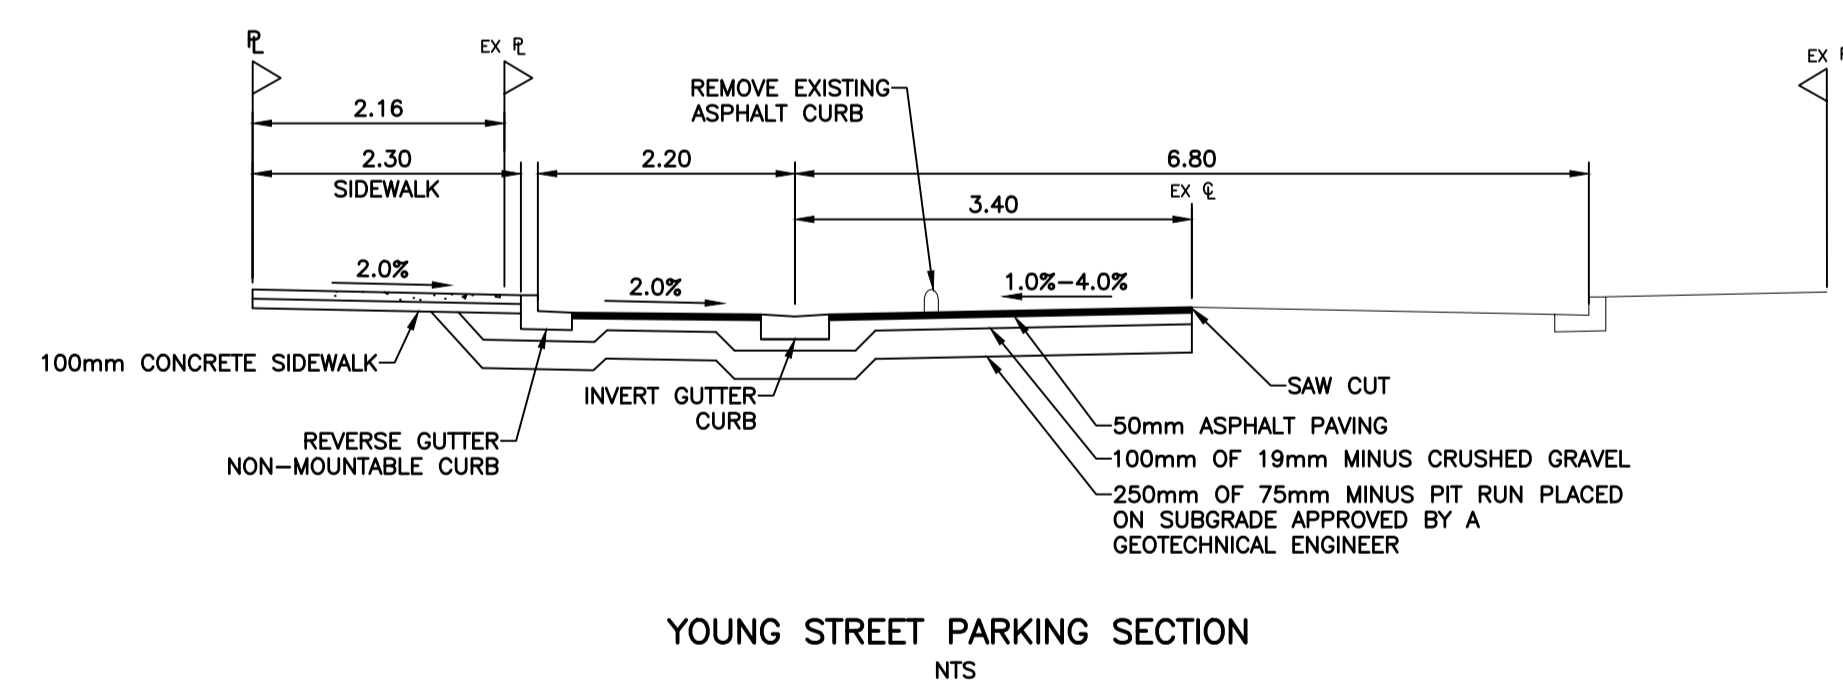 ℄
EX ℄
EX
2.16
2.30
SIDEWALK
2.20
6.80
EX ℄
3.40
REMOVE EXISTING
ASPHALT CURB
2.0%
2.0%
1.0%-4.0%
100mm CONCRETE SIDEWALK
REVERSE GUTTER
NON-MOUNTABLE CURB
INVERT GUTTER
CURB
SAW CUT
50mm ASPHALT PAVING
100mm OF 19mm MINUS CRUSHED GRAVEL
250mm OF 75mm MINUS PIT RUN PLACED
ON SUBGRADE APPROVED BY A
GEOTECHNICAL ENGINEER
YOUNG STREET PARKING SECTION
NTS